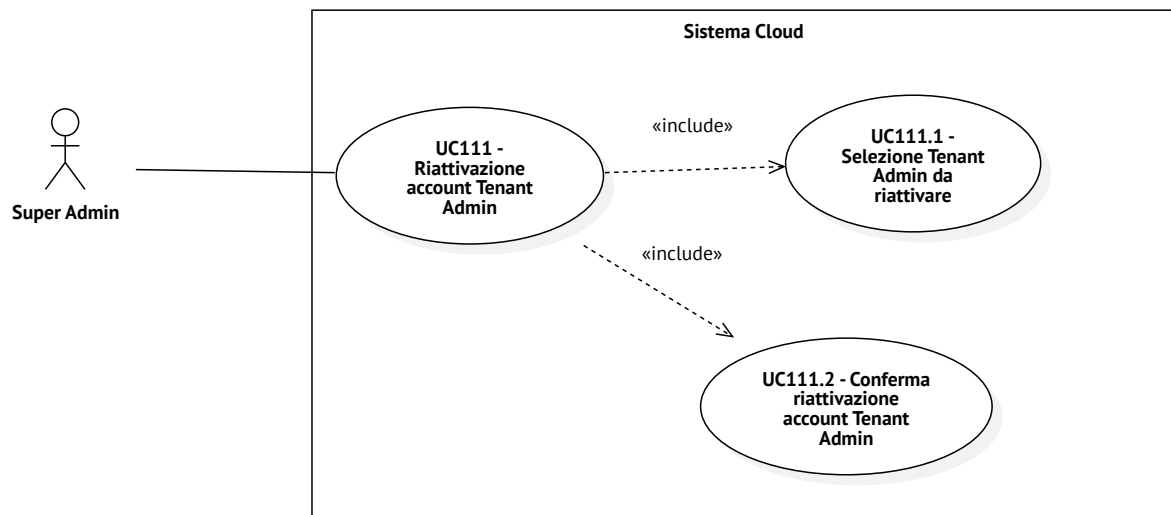 Sistema Cloud
Super Admin
UC111 -
Riattivazione
account Tenant
Admin
«include»
UC111.1 -
Selezione Tenant
Admin da
riattivare
«include»
UC111.2 - Conferma
riattivazione
account Tenant
Admin